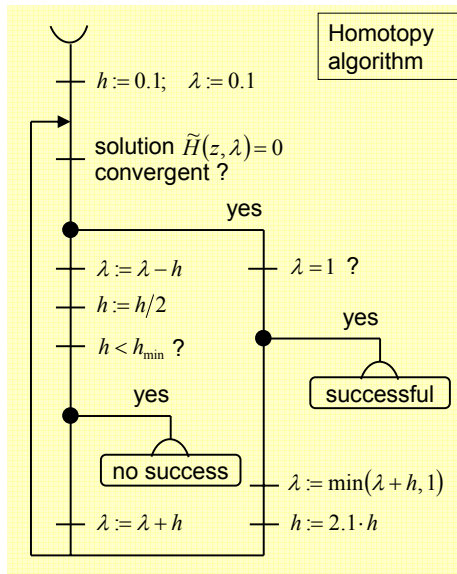 Homotopy
algorithm
h := 0.1; λ := 0.1
solution H̃(z, λ) = 0
convergent ?
yes
λ := λ − h
h := h/2
h < h_min ?
yes
no success
λ := λ + h
λ = 1 ?
yes
successful
λ := min(λ + h, 1)
h := 2.1 · h